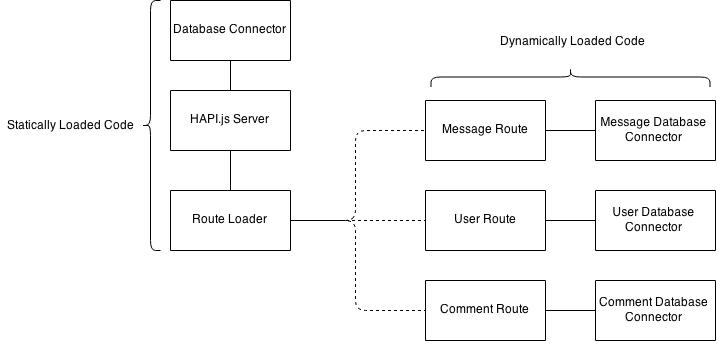 Database Connector
Dynamically Loaded Code
HAPI.js Server
Statically Loaded Code
Message Route
Message Database
Connector
Route Loader
User Route
User Database
Connector
Comment Route
Comment Database
Connector